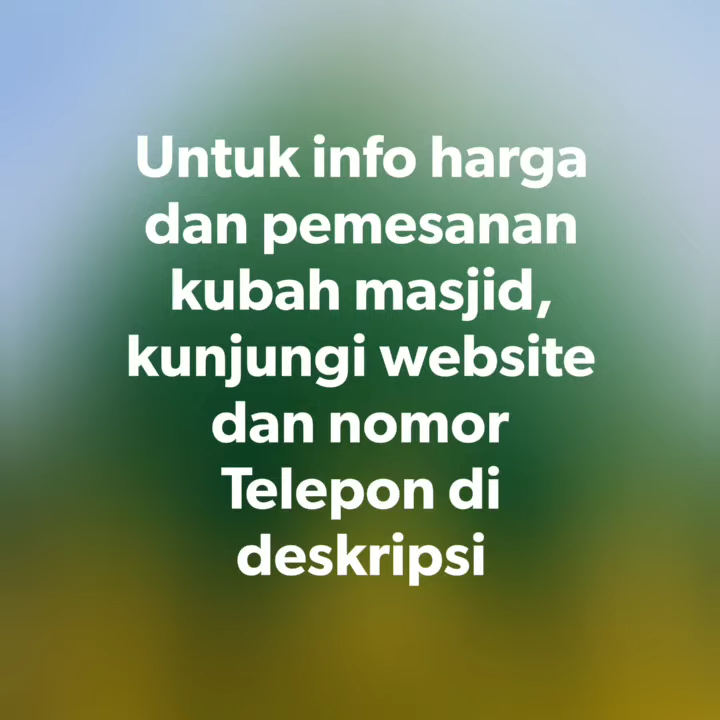 Untuk info harga
dan pemesanan
kubah masjid,
kunjungi website
dan nomor
Telepon di
deskripsi